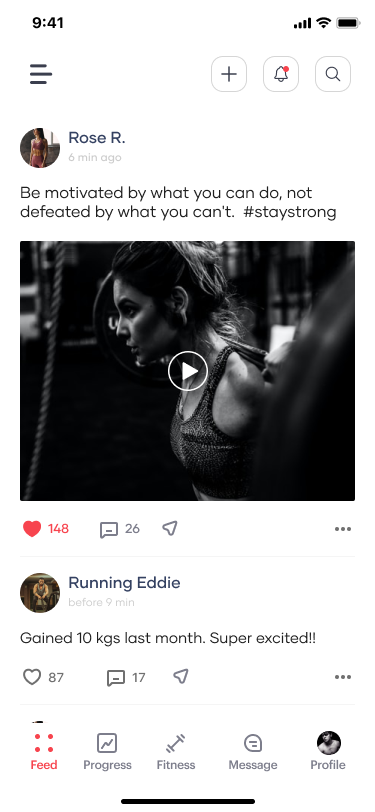 9:41
Rose R.
6 min ago
Be motivated by what you can do, not
defeated by what you can't.  #staystrong
148
26
Running Eddie
before 9 min
Gained 10 kgs last month. Super excited!!
87
17
Feed
Progress
Fitness
Message
Profile